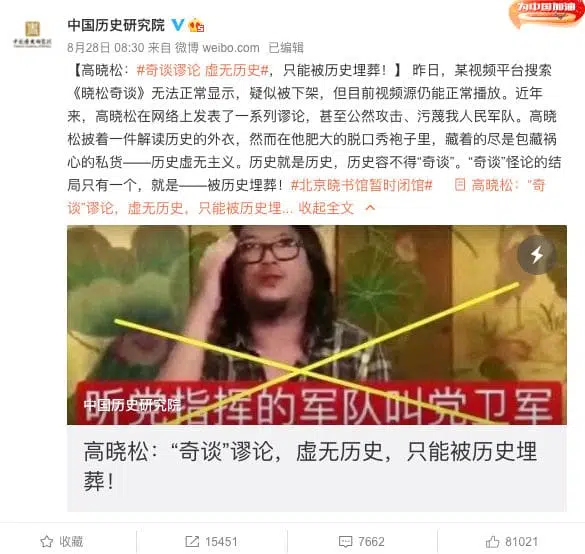 为中国加油
中国历史研究院
8月28日 08:30 来自 微博 weibo.com 已编辑
【高晓松：#奇谈谬论 虚无历史#，只能被历史埋葬！】 昨日，某视频平台搜索
《晓松奇谈》无法正常显示，疑似被下架，但目前视频源仍能正常播放。近年
来，高晓松在网络上发表了一系列谬论，甚至公然攻击、污蔑我人民军队。高
晓松披着一件解读历史的外衣，然而在他肥大的脱口秀袍子里，藏着的尽是包藏祸
心的私货——历史虚无主义。历史就是历史，历史容不得“奇谈”。“奇谈”怪论的结
局只有一个，就是——被历史埋葬！#北京晓书馆暂时闭馆# 高晓松：“奇
谈”谬论，虚无历史，只能被历史埋... 收起全文
听党指挥的军队叫党卫军
中国历史研究院
高晓松：“奇谈”谬论，虚无历史，只能被历史埋
葬！
收藏 15451 7662 81021